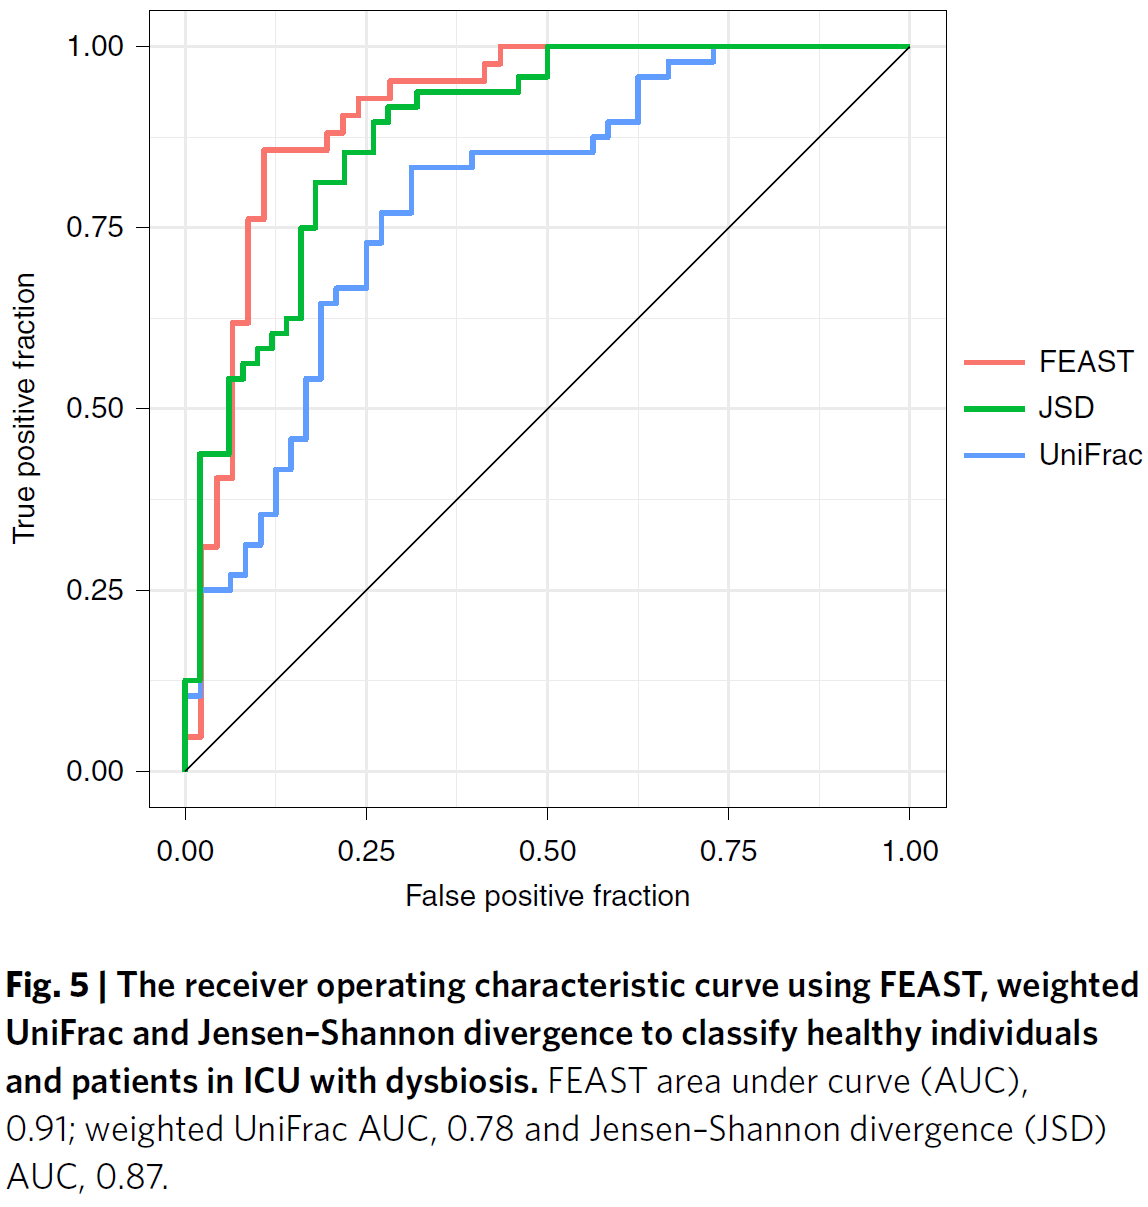 1.00
0.75
0.50
0.25
0.00
True positive fraction
0.00 0.25 0.50 0.75 1.00
False positive fraction
FEAST
JSD
UniFrac
Fig. 5 | The receiver operating characteristic curve using FEAST, weighted
UniFrac and Jensen–Shannon divergence to classify healthy individuals
and patients in ICU with dysbiosis. FEAST area under curve (AUC),
0.91; weighted UniFrac AUC, 0.78 and Jensen–Shannon divergence (JSD)
AUC, 0.87.